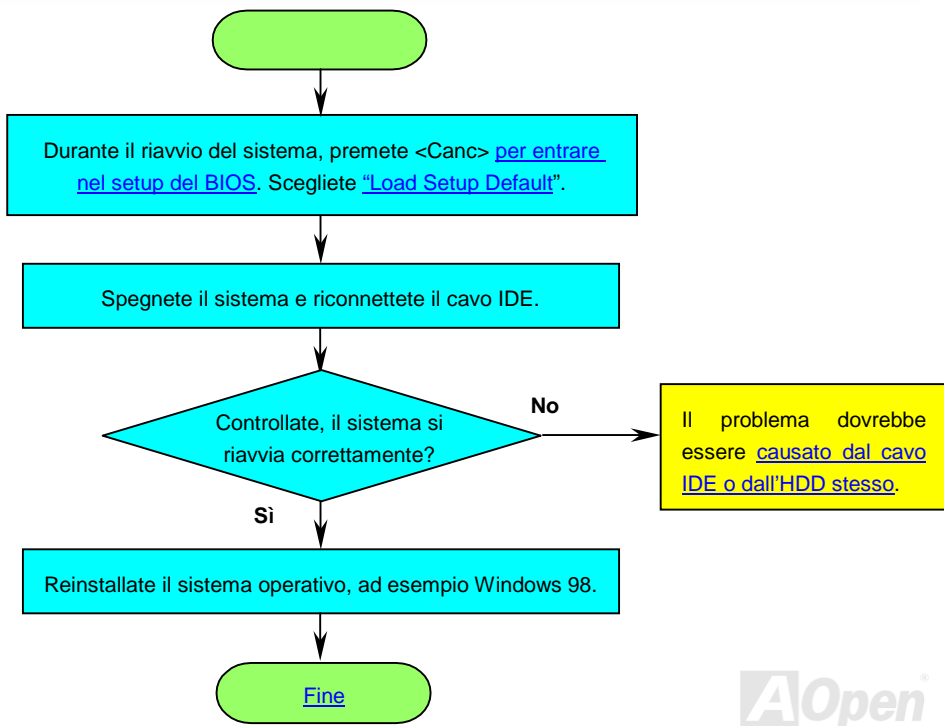 Durante il riavvio del sistema, premete <Canc> per entrare
nel setup del BIOS. Scegliete “Load Setup Default”.
Spegnete il sistema e riconnettete il cavo IDE.
Controllate, il sistema si
riavvia correttamente?
No
Il problema dovrebbe
essere causato dal cavo
IDE o dall'HDD stesso.
Sì
Reinstallate il sistema operativo, ad esempio Windows 98.
Fine
AOpen®